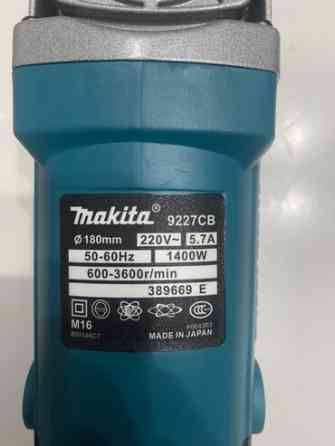 makita® 9227CB
Ø180mm 220V~ 5.7A
50-60Hz 1400W
600-3600r/min
389669 E
M16
MADE IN JAPAN